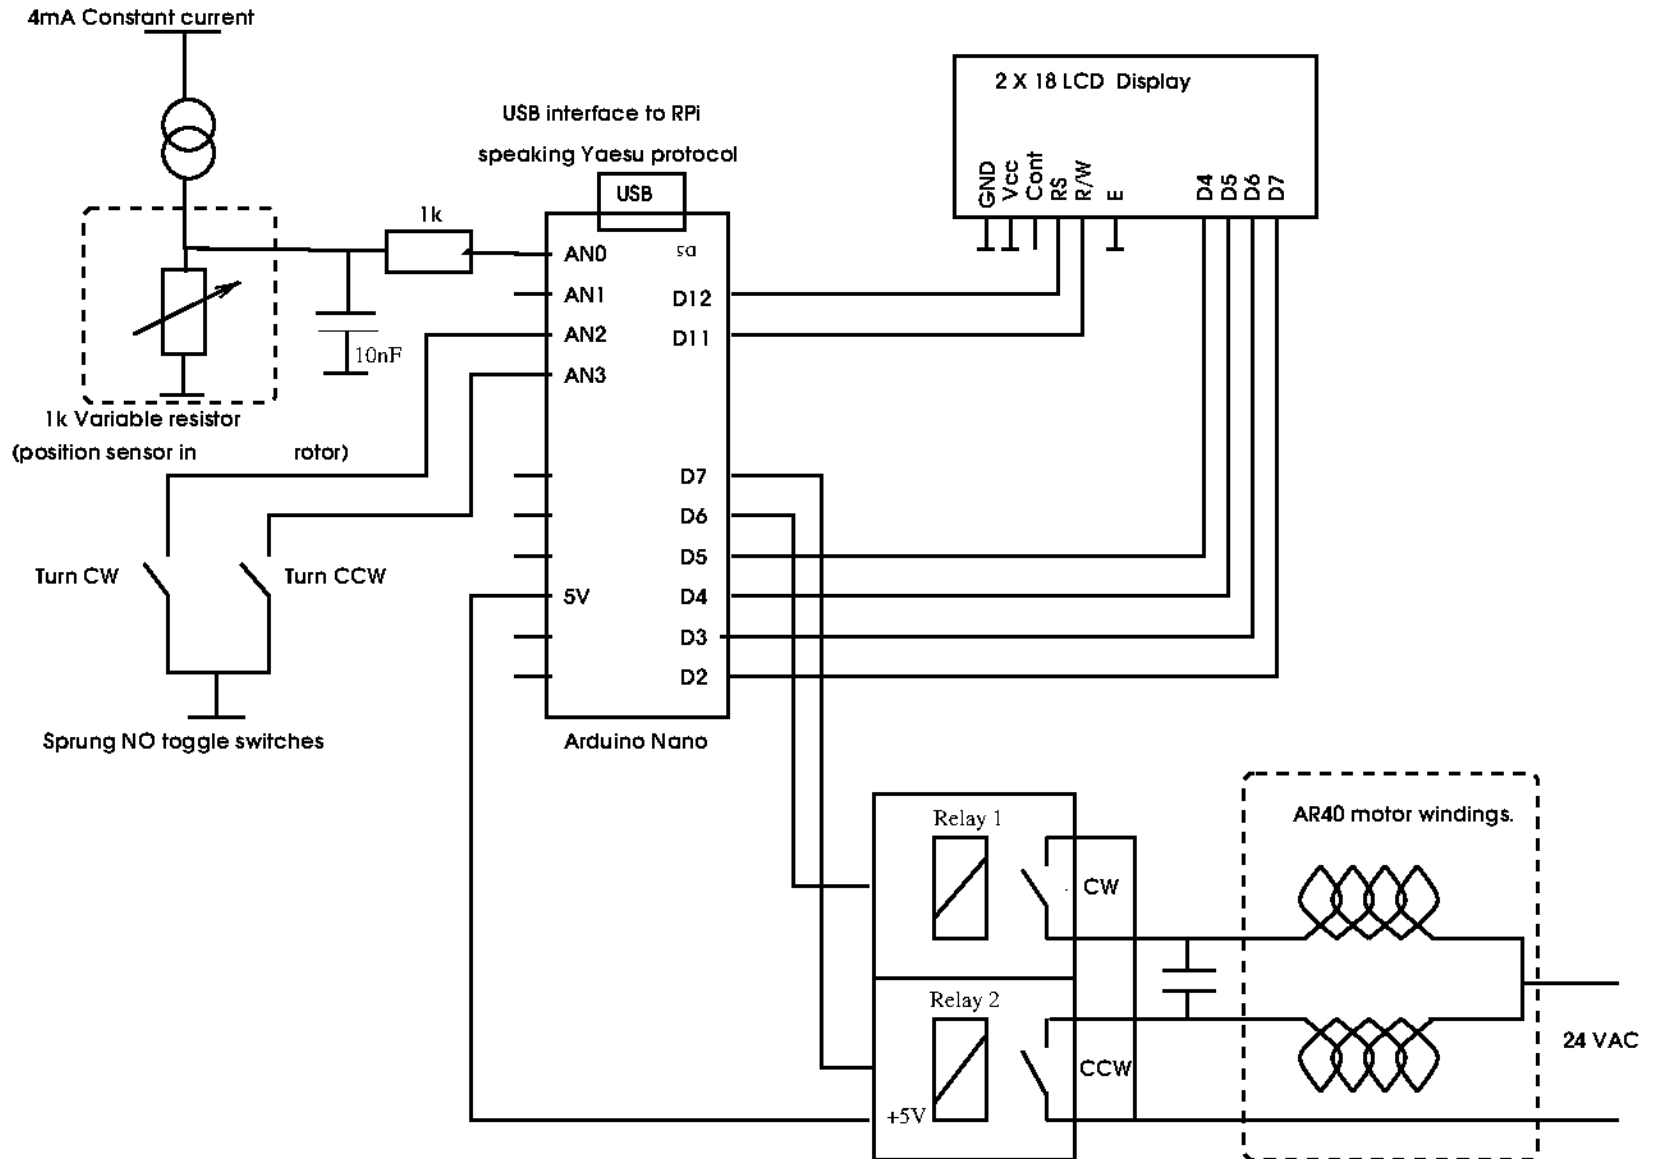 4mA Constant current
2 X 18 LCD Display
USB interface to RPi
speaking Yaesu protocol
USB
GND
Vcc
Cont
RS
R/W
E
D4
D5
D6
D7
1k
AN0
AN1
D12
AN2
D11
10nF
AN3
1k Variable resistor
(position sensor in rotor)
D7
D6
D5
Turn CW
Turn CCW
5V
D4
D3
D2
Sprung NO toggle switches
Arduino Nano
Relay 1
AR40 motor windings.
CW
Relay 2
24 VAC
CCW
+5V